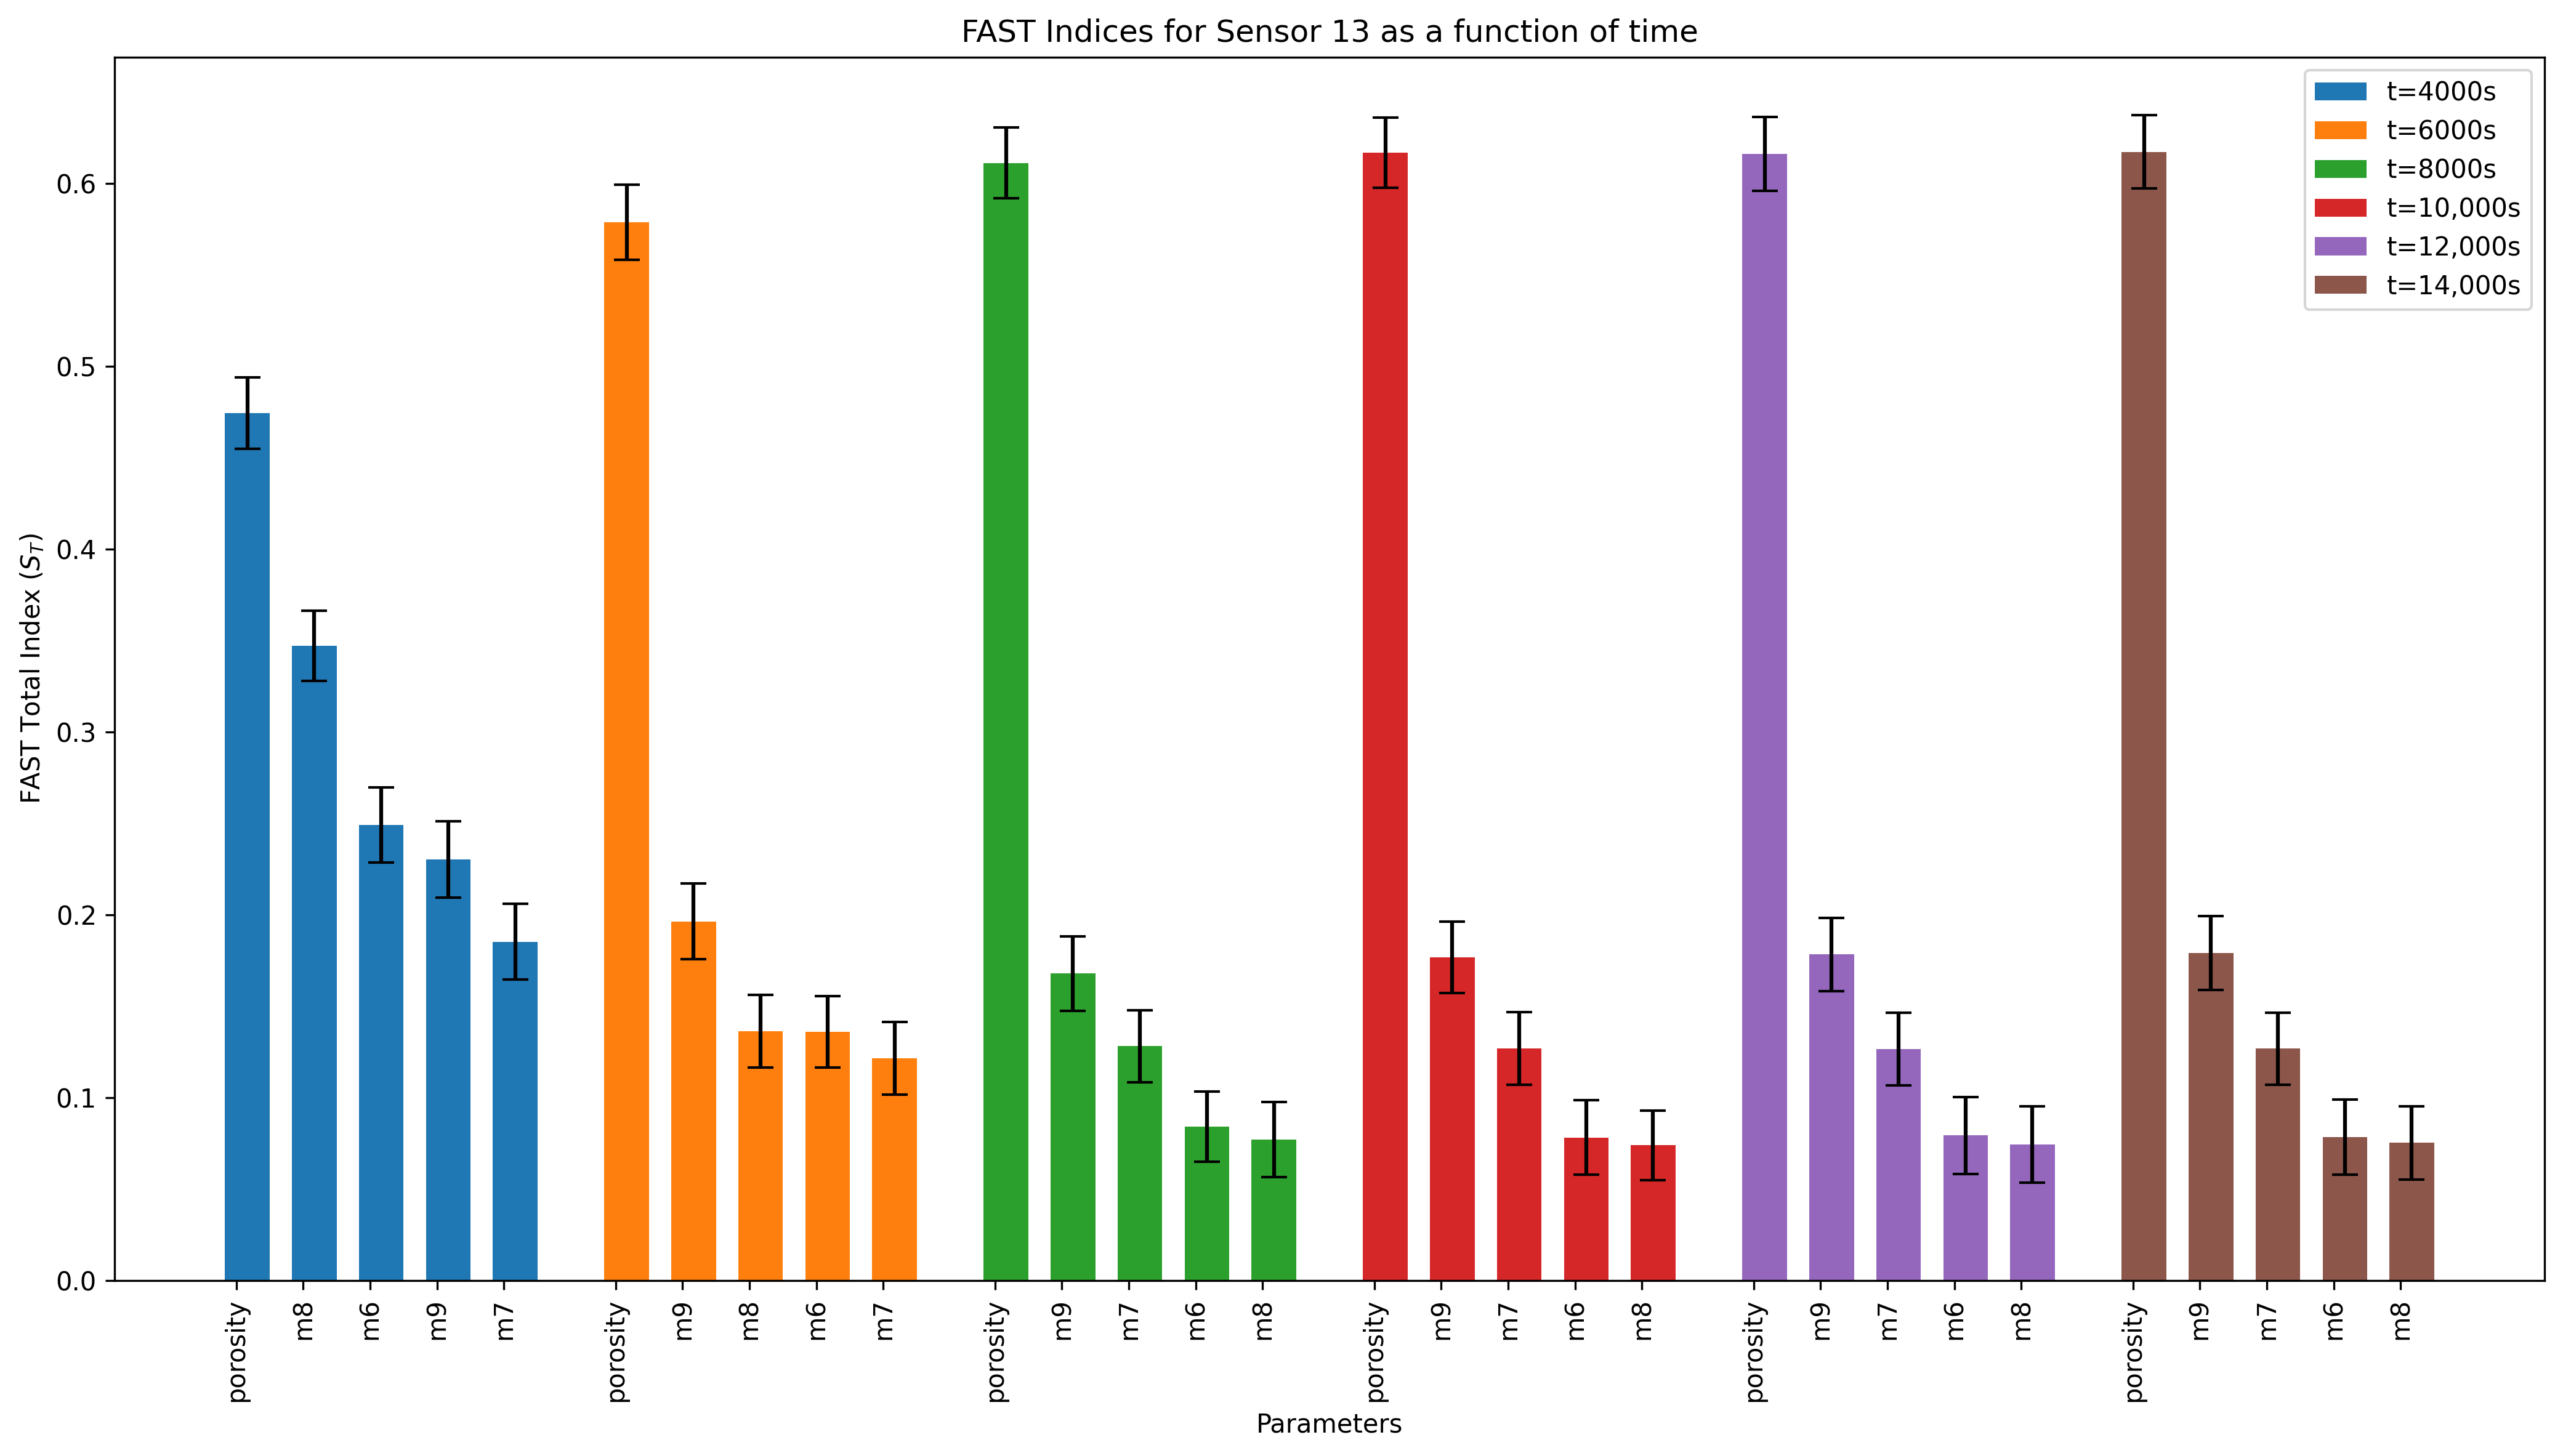 FAST Indices for Sensor 13 as a function of time
t=4000s
t=6000s
t=8000s
t=10,000s
t=12,000s
t=14,000s
FAST Total Index (S_T)
0.6
0.5
0.4
0.3
0.2
0.1
0.0
porosity m8 m6 m9 m7 porosity m9 m8 m6 m7 porosity m9 m7 m6 m8 porosity m9 m7 m6 m8 porosity m9 m7 m6 m8 porosity m9 m7 m6 m8
Parameters